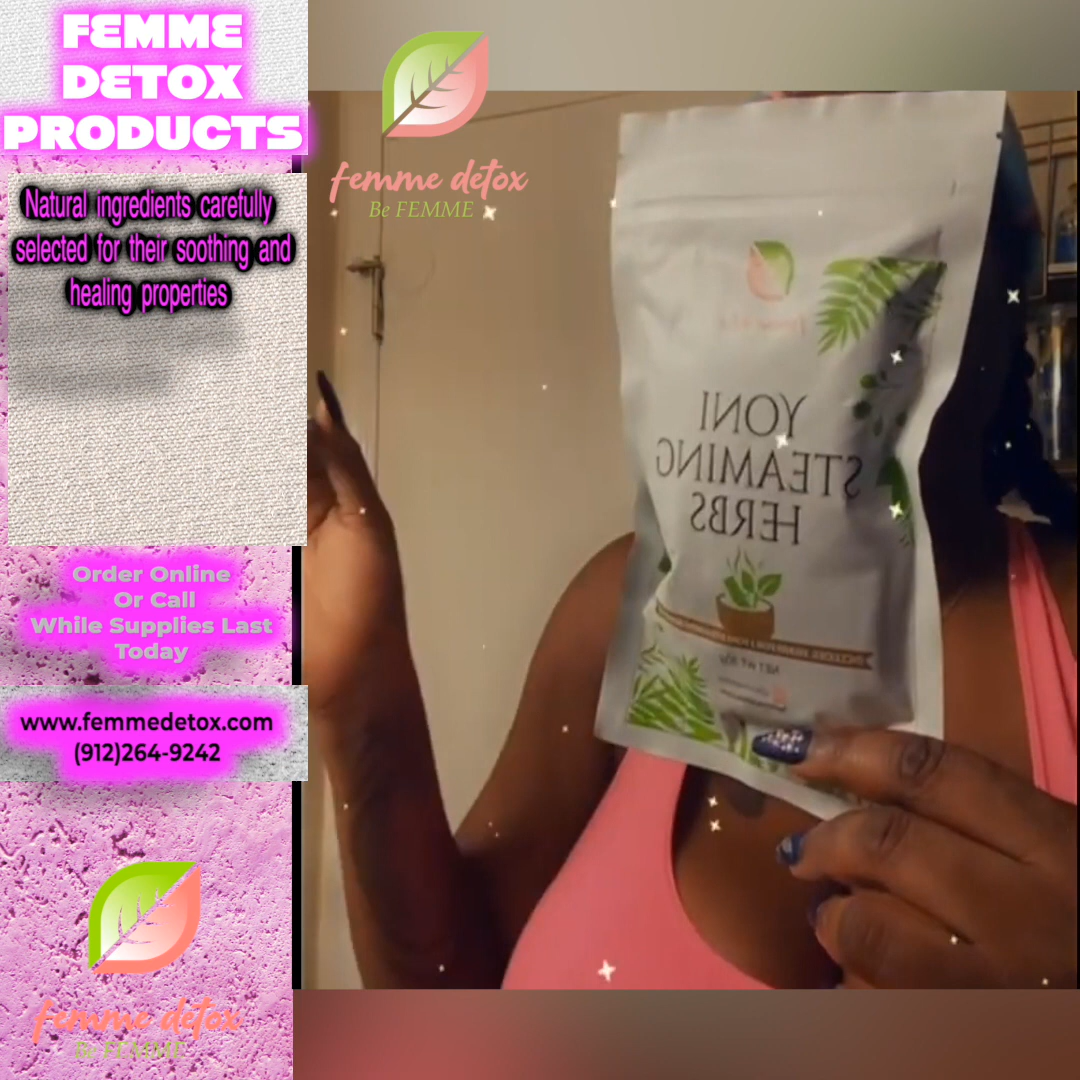 FEMME
DETOX
PRODUCTS
Natural ingredients carefully
selected for their soothing and
healing properties
Order Online
Or Call
While Supplies Last
Today
www.femmedetox.com
(912)264-9242
femme detox
Be FEMME
femme detox
Be FEMME
YONI
STEAMING
HERBS
NET WT